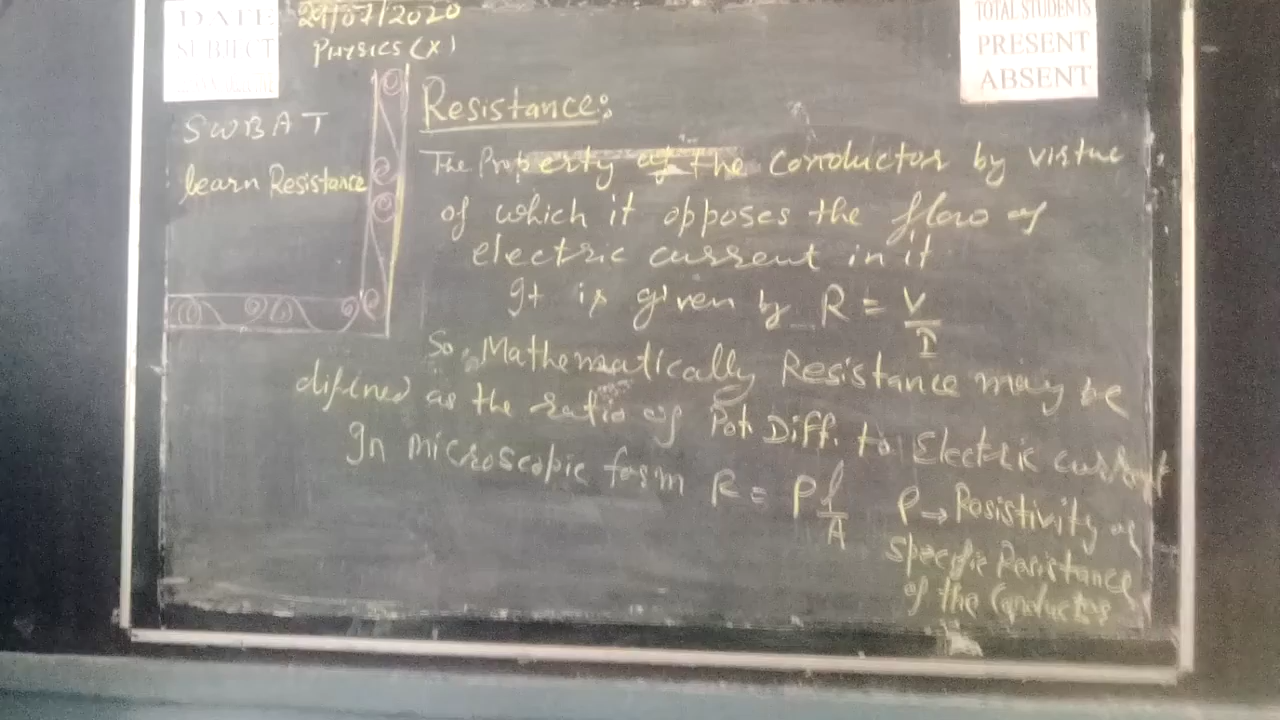 DATE
29/07/2020
SUBJECT
PHYSICS (X)
TOTAL STUDENTS
PRESENT
ABSENT
SWBAT
learn Resistance
Resistance:
The Property of the Conductor by virtue
of which it opposes the flow of
electric current in it
It is given by R = V/I
So, Mathematically Resistance may be
difined as the ratio of Pot. Diff. to Electric current
In microscopic form R = ρ l/A
ρ → Resistivity or
specific Resistance
of the Conductor